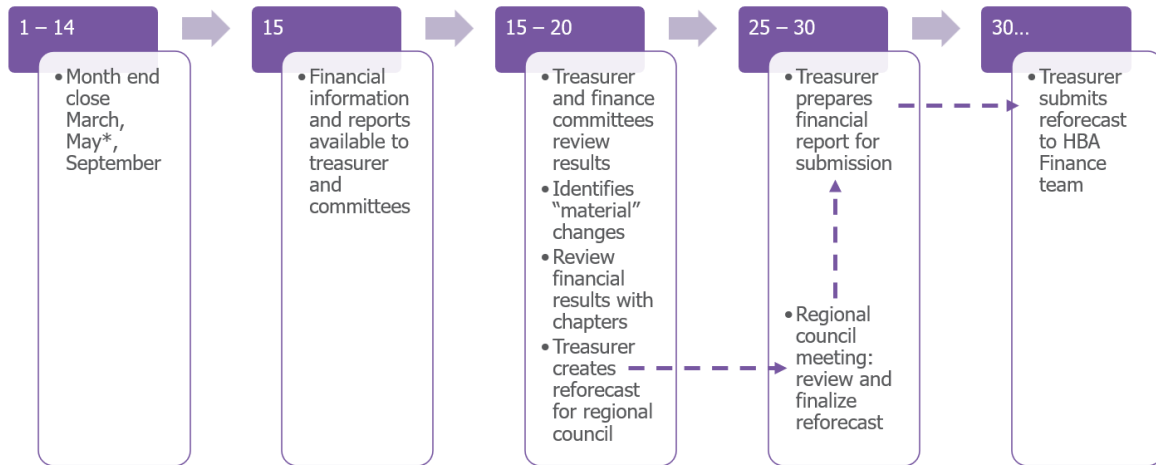 1 – 14
• Month end
close
March,
May*,
September
15
• Financial
information
and reports
available to
treasurer
and
committees
15 – 20
• Treasurer
and finance
committees
review
results
• Identifies
“material”
changes
• Review
financial
results with
chapters
• Treasurer
creates
reforecast
for regional
council
25 – 30
• Treasurer
prepares
financial
report for
submission
• Regional
council
meeting:
review and
finalize
reforecast
30...
• Treasurer
submits
reforecast
to HBA
Finance
team